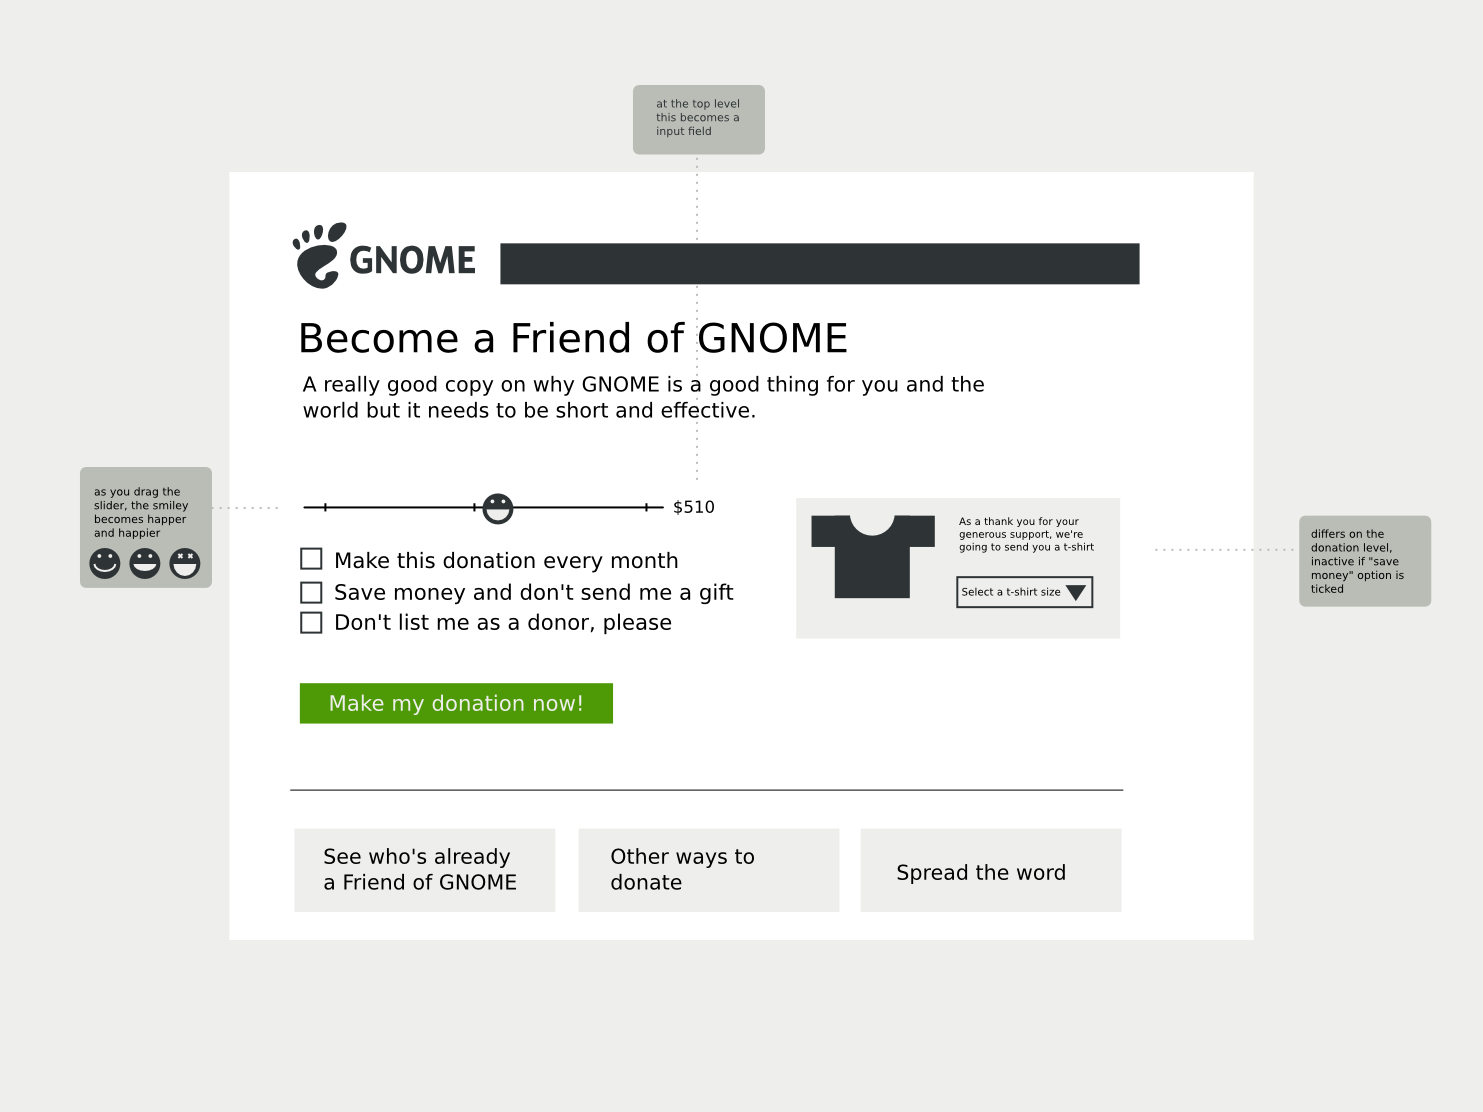 at the top level
this becomes a
input field
GNOME
Become a Friend of GNOME
A really good copy on why GNOME is a good thing for you and the
world but it needs to be short and effective.
as you drag the
slider, the smiley
becomes happer
and happier
$510
Make this donation every month
Save money and don't send me a gift
Don't list me as a donor, please
As a thank you for your
generous support, we're
going to send you a t-shirt
Select a t-shirt size
differs on the
donation level,
inactive if "save
money" option is
ticked
Make my donation now!
See who's already
a Friend of GNOME
Other ways to
donate
Spread the word